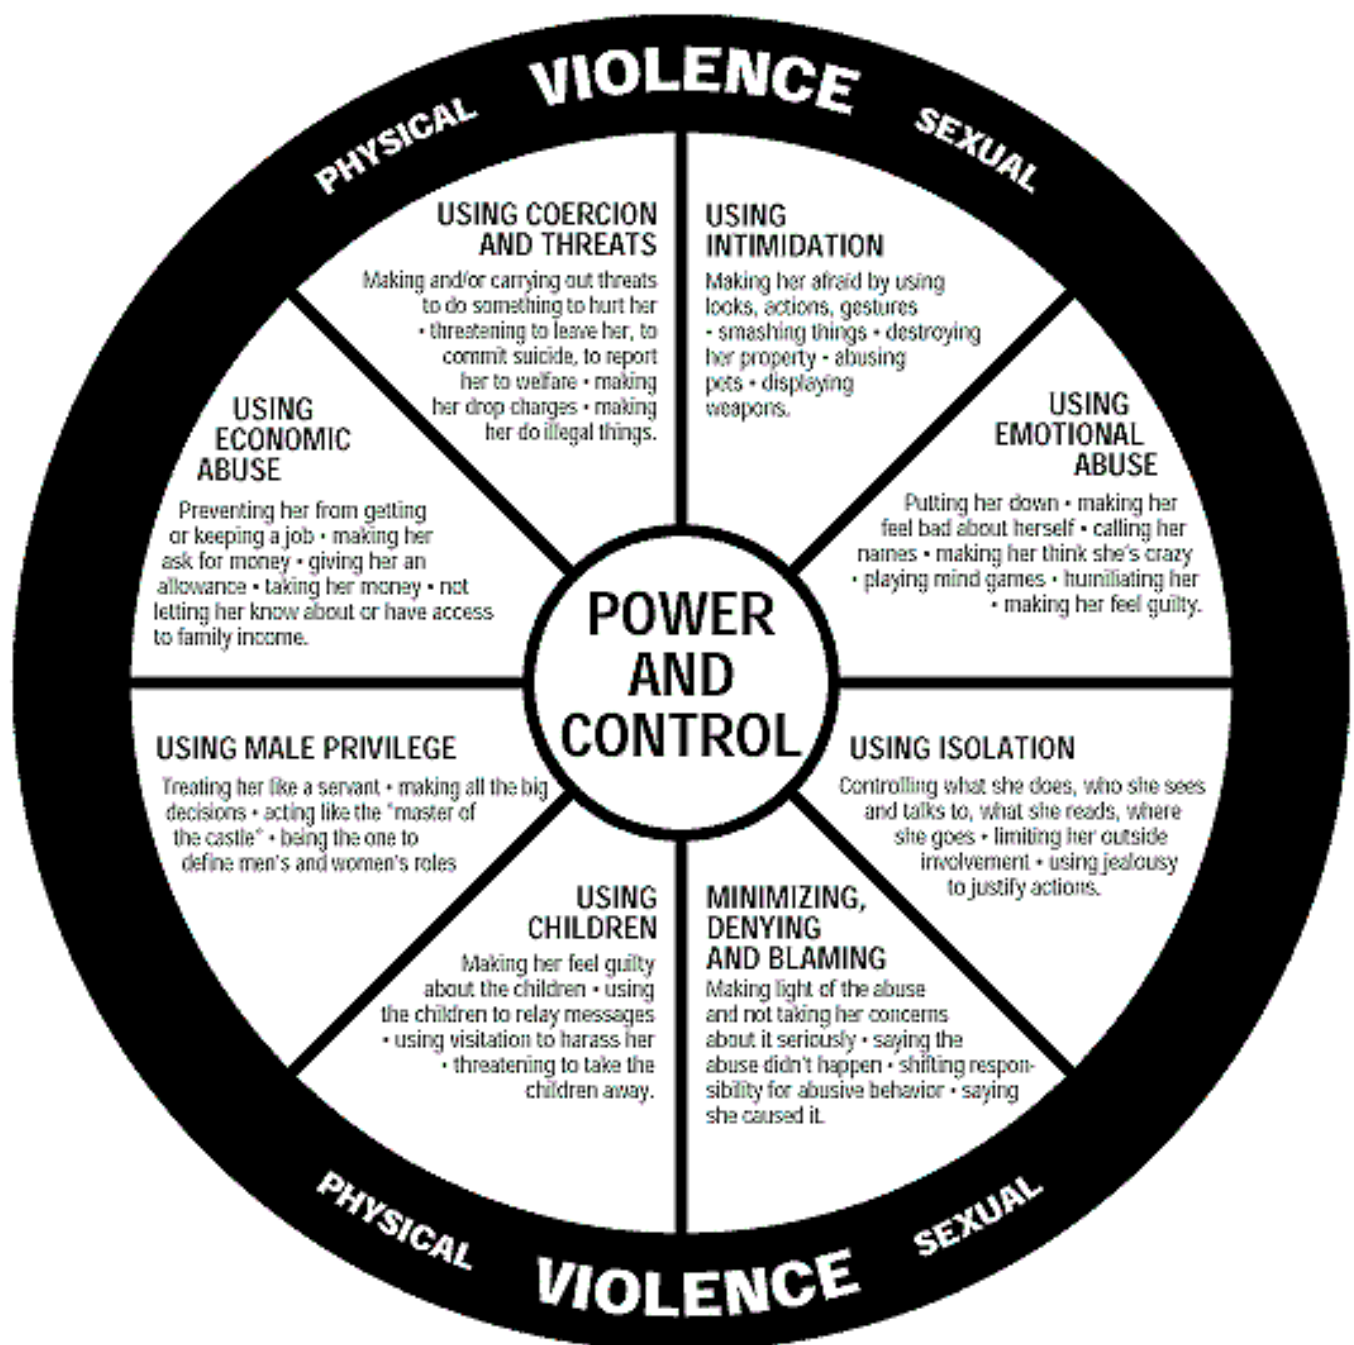 PHYSICAL VIOLENCE SEXUAL
USING COERCION
AND THREATS
Making and/or carrying out threats
to do something to hurt her
• threatening to leave her, to
commit suicide, to report
her to welfare • making
her drop charges • making
her do illegal things.
USING
INTIMIDATION
Making her afraid by using
looks, actions, gestures
• smashing things • destroying
her property • abusing
pets • displaying
weapons.
USING
EMOTIONAL
ABUSE
Putting her down • making her
feel bad about herself • calling her
names • making her think she's crazy
• playing mind games • humiliating her
• making her feel guilty.
USING ISOLATION
Controlling what she does, who she sees
and talks to, what she reads, where
she goes • limiting her outside
involvement • using jealousy
to justify actions.
MINIMIZING,
DENYING
AND BLAMING
Making light of the abuse
and not taking her concerns
about it seriously • saying the
abuse didn't happen • shifting respon-
sibility for abusive behavior • saying
she caused it.
USING
CHILDREN
Making her feel guilty
about the children • using
the children to relay messages
• using visitation to harass her
• threatening to take the
children away.
USING MALE PRIVILEGE
Treating her like a servant • making all the big
decisions • acting like the "master of
the castle" • being the one to
define men's and women's roles
USING
ECONOMIC
ABUSE
Preventing her from getting
or keeping a job • making her
ask for money • giving her an
allowance • taking her money • not
letting her know about or have access
to family income.
POWER
AND
CONTROL
PHYSICAL VIOLENCE SEXUAL